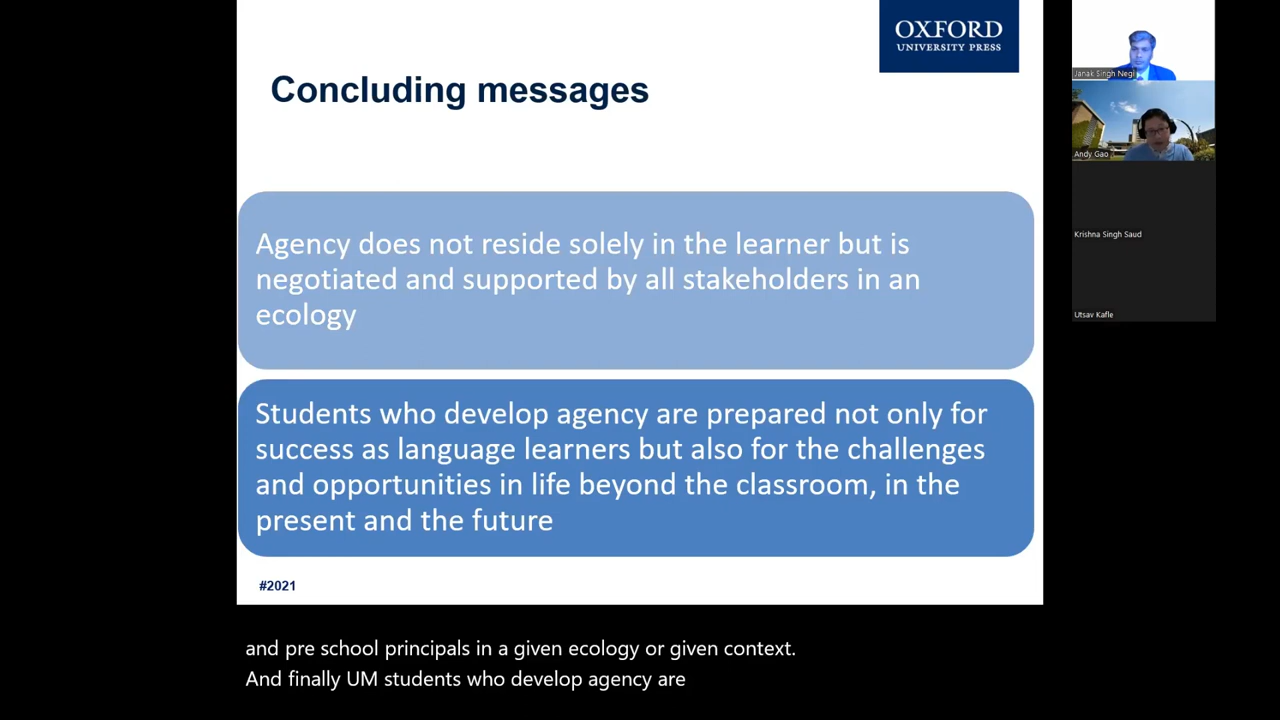 OXFORD
UNIVERSITY PRESS
Concluding messages
Agency does not reside solely in the learner but is
negotiated and supported by all stakeholders in an
ecology
Students who develop agency are prepared not only for
success as language learners but also for the challenges
and opportunities in life beyond the classroom, in the
present and the future
#2021
and pre school principals in a given ecology or given context.
And finally UM students who develop agency are
Janak Singh Negi
Andy Gao
Krishna Singh Saud
Utsav Kafle